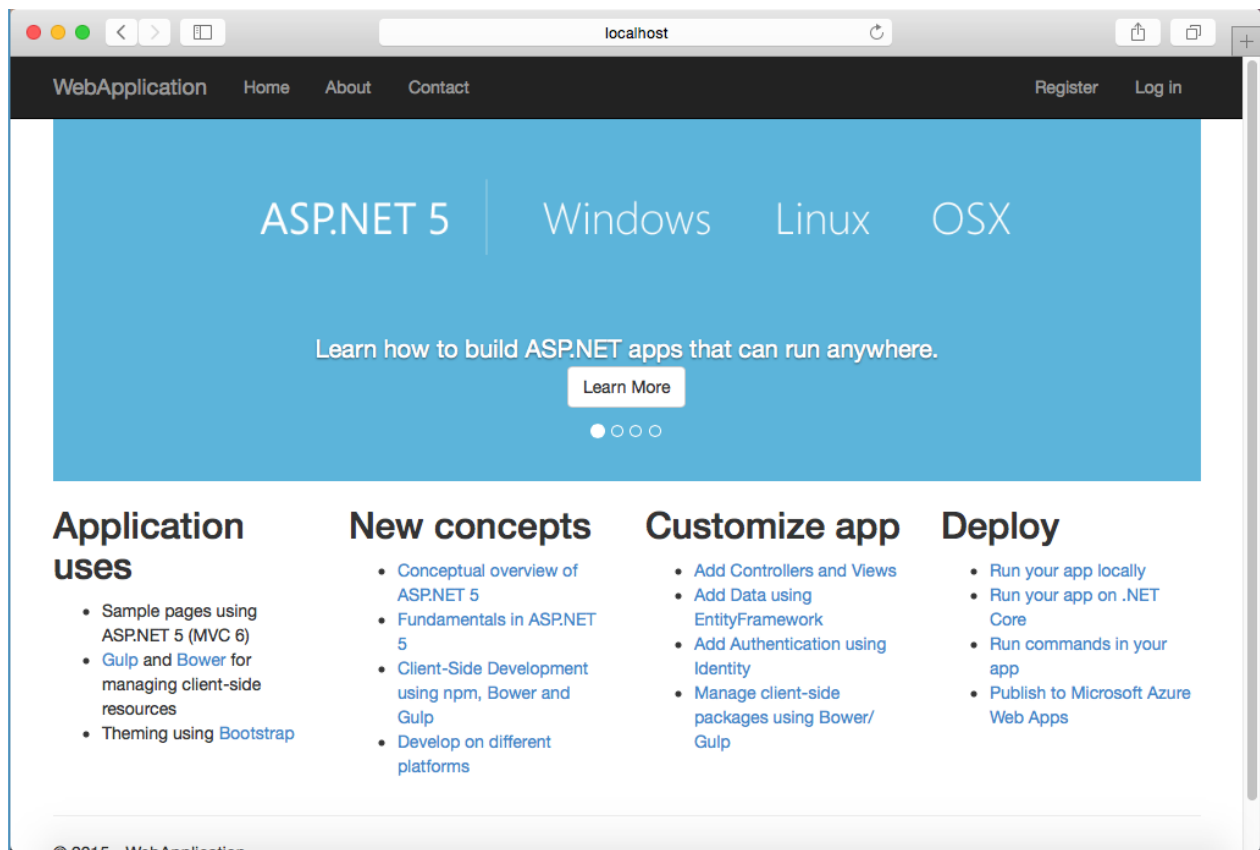 localhost
WebApplication Home About Contact Register Log in
ASP.NET 5 Windows Linux OSX
Learn how to build ASP.NET apps that can run anywhere.
Learn More
Application
uses
Sample pages using
ASP.NET 5 (MVC 6)
Gulp and Bower for
managing client-side
resources
Theming using Bootstrap
New concepts
Conceptual overview of
ASP.NET 5
Fundamentals in ASP.NET
5
Client-Side Development
using npm, Bower and
Gulp
Develop on different
platforms
Customize app
Add Controllers and Views
Add Data using
EntityFramework
Add Authentication using
Identity
Manage client-side
packages using Bower/
Gulp
Deploy
Run your app locally
Run your app on .NET
Core
Run commands in your
app
Publish to Microsoft Azure
Web Apps
© 2015 - WebApplication